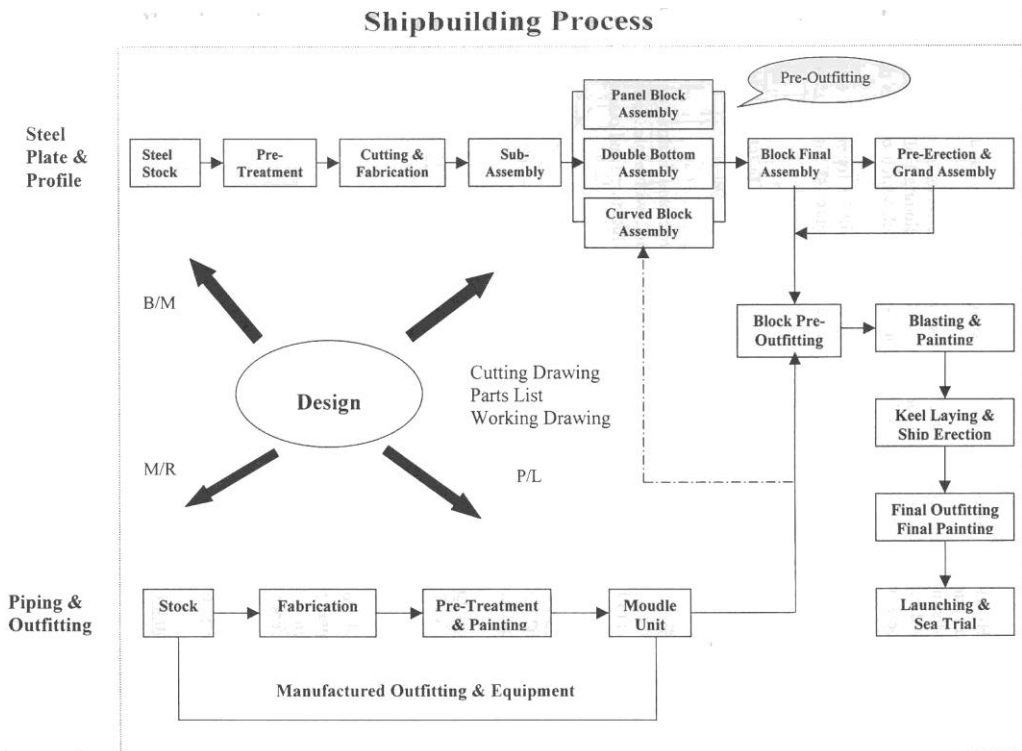 Shipbuilding Process
Pre-Outfitting
Panel Block
Assembly
Steel
Plate &
Profile
Steel
Stock
Pre-
Treatment
Cutting &
Fabrication
Sub-
Assembly
Double Bottom
Assembly
Block Final
Assembly
Pre-Erection &
Grand Assembly
Curved Block
Assembly
B/M
Block Pre-
Outfitting
Blasting &
Painting
Design
Cutting Drawing
Parts List
Working Drawing
Keel Laying &
Ship Erection
M/R
P/L
Final Outfitting
Final Painting
Piping &
Outfitting
Stock
Fabrication
Pre-Treatment
& Painting
Moudle
Unit
Launching &
Sea Trial
Manufactured Outfitting & Equipment